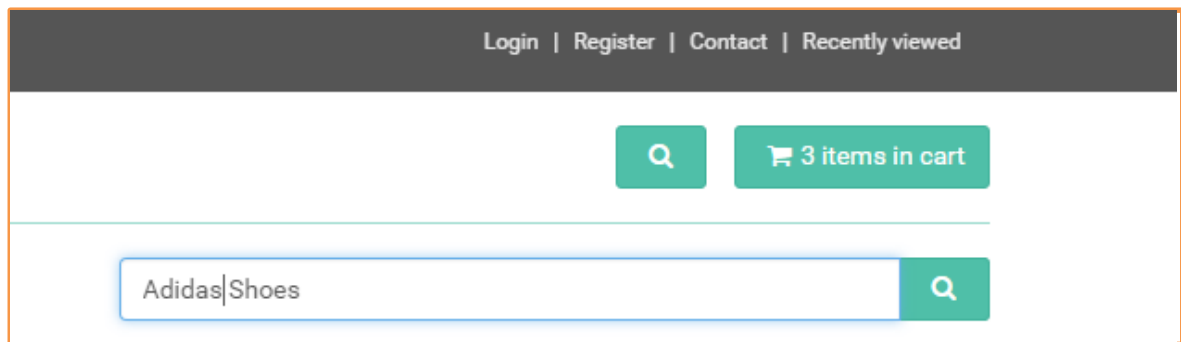 Login | Register | Contact | Recently viewed
3 items in cart
Adidas Shoes